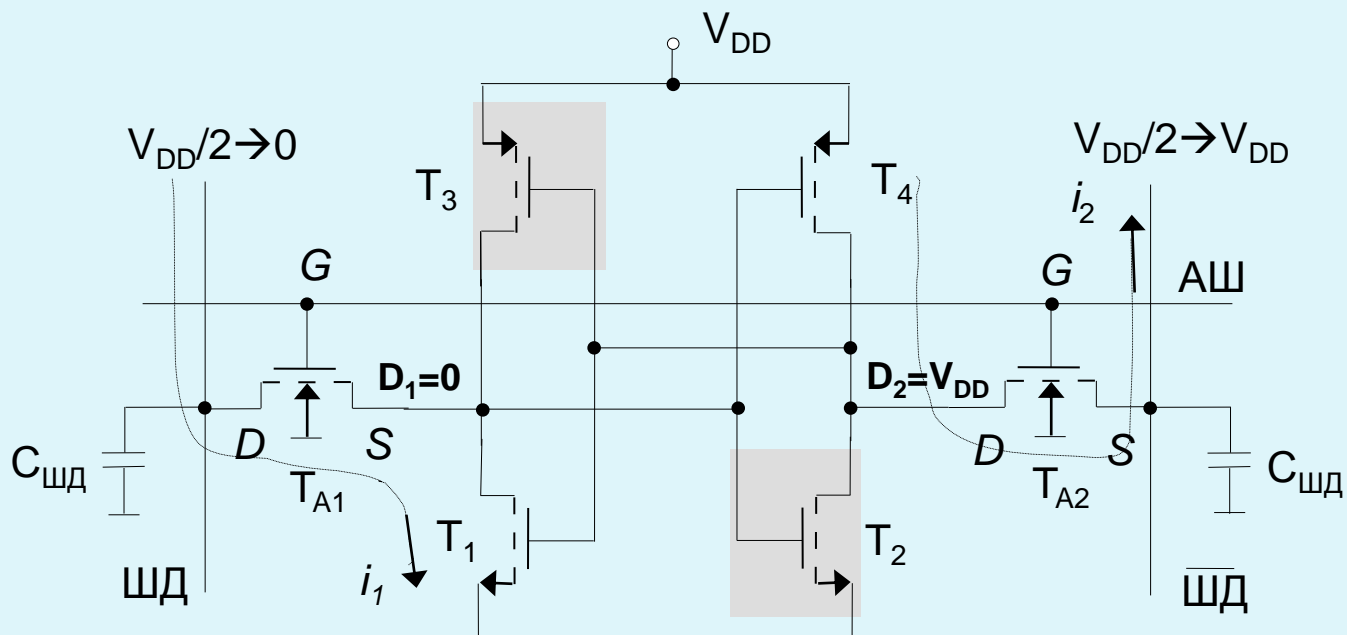 V_DD
V_DD/2→0
V_DD/2→V_DD
T_3
T_4
i_2
G
G
АШ
D_1=0
D_2=V_DD
D
S
D
S
C_ШД
T_A1
T_A2
C_ШД
T_1
T_2
ШД
i_1
ШД